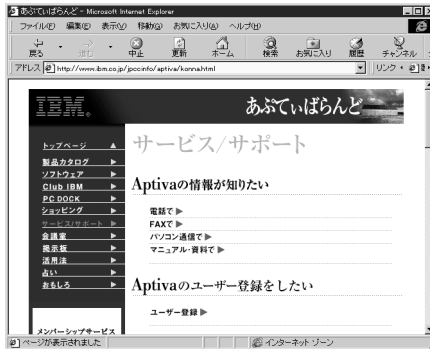 あぷてぃばらんど - Microsoft Internet Explorer
ファイル(F) 編集(E) 表示(V) 移動(G) お気に入り(A) ヘルプ(H)
戻る 進む 中止 更新 ホーム 検索 お気に入り 履歴 チャンネル
アドレス http://www.ibm.co.jp/jpccinfo/aptiva/konna.html リンク
IBM®
あぷてぃばらんど
トップページ ▲
製品カタログ ▶
ソフトウェア ▶
Club IBM ▶
PC DOCK ▶
ショッピング ▶
サービス/サポート ▶
会議室 ▶
掲示板 ▶
活用法 ▶
占い ▶
おもしろ ▶
メンバーシップサービス
サービス/サポート
Aptivaの情報が知りたい
電話で ▶
FAXで ▶
パソコン通信で ▶
マニュアル・資料で ▶
Aptivaのユーザー登録をしたい
ユーザー登録 ▶
ページが表示されました インターネット ゾーン